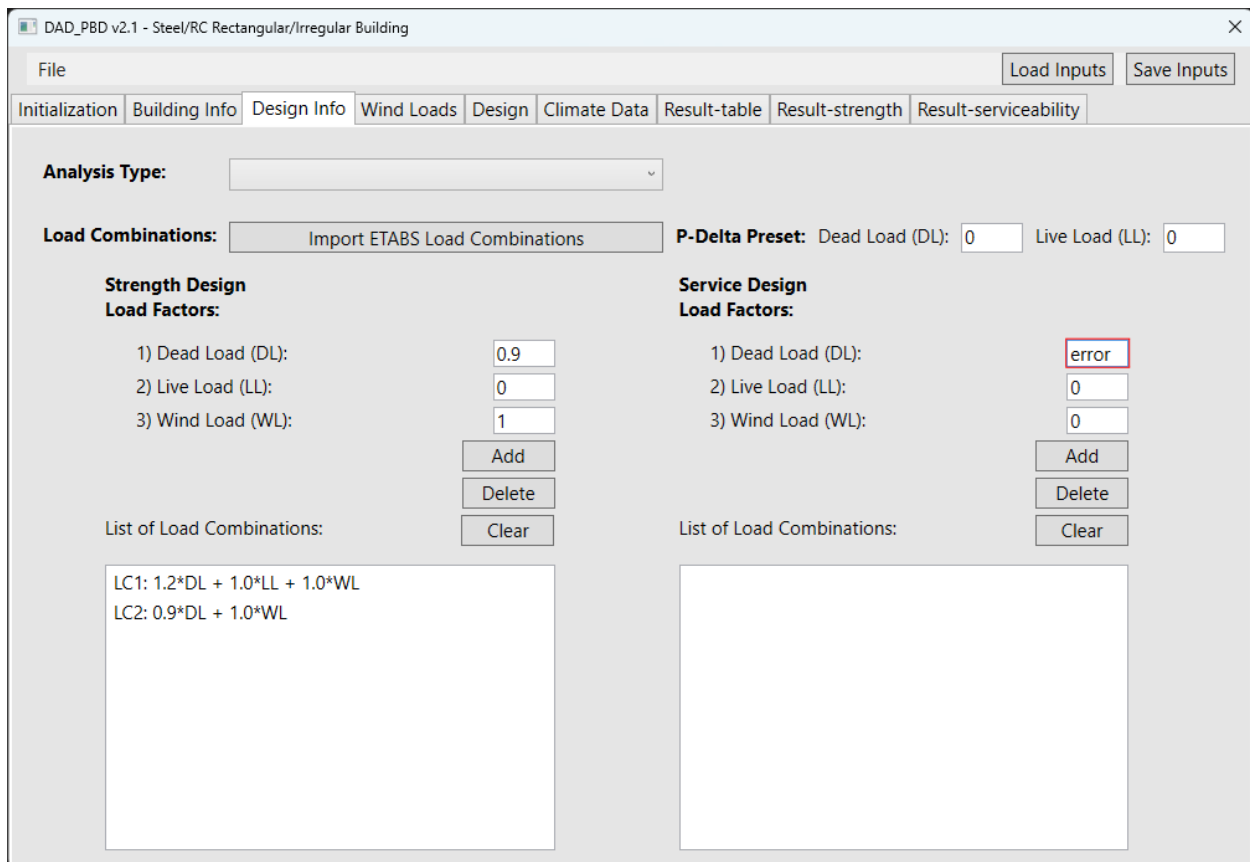 DAD_PBD v2.1 - Steel/RC Rectangular/Irregular Building
File Load Inputs Save Inputs
Initialization Building Info Design Info Wind Loads Design Climate Data Result-table Result-strength Result-serviceability
Analysis Type:
Load Combinations: Import ETABS Load Combinations P-Delta Preset: Dead Load (DL): 0 Live Load (LL): 0
Strength Design
Load Factors:
1) Dead Load (DL): 0.9
2) Live Load (LL): 0
3) Wind Load (WL): 1
Add
Delete
List of Load Combinations: Clear
LC1: 1.2*DL + 1.0*LL + 1.0*WL
LC2: 0.9*DL + 1.0*WL
Service Design
Load Factors:
1) Dead Load (DL): error
2) Live Load (LL): 0
3) Wind Load (WL): 0
Add
Delete
List of Load Combinations: Clear